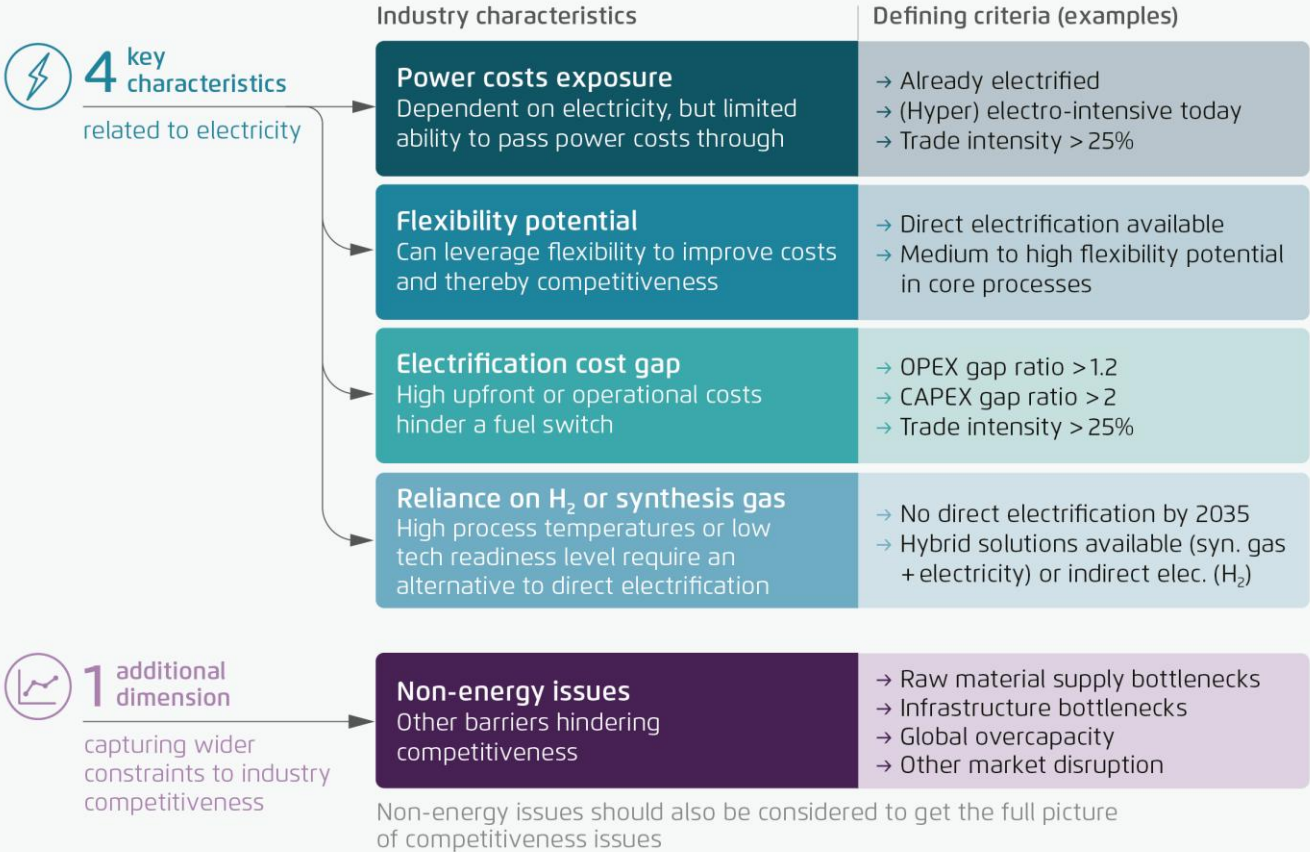 Industry characteristics
Defining criteria (examples)
4 key characteristics
related to electricity
Power costs exposure
Dependent on electricity, but limited
ability to pass power costs through
→ Already electrified
→ (Hyper) electro-intensive today
→ Trade intensity > 25%
Flexibility potential
Can leverage flexibility to improve costs
and thereby competitiveness
→ Direct electrification available
→ Medium to high flexibility potential
in core processes
Electrification cost gap
High upfront or operational costs
hinder a fuel switch
→ OPEX gap ratio > 1.2
→ CAPEX gap ratio > 2
→ Trade intensity > 25%
Reliance on H₂ or synthesis gas
High process temperatures or low
tech readiness level require an
alternative to direct electrification
→ No direct electrification by 2035
→ Hybrid solutions available (syn. gas
+ electricity) or indirect elec. (H₂)
1 additional dimension
capturing wider
constraints to industry
competitiveness
Non-energy issues
Other barriers hindering
competitiveness
→ Raw material supply bottlenecks
→ Infrastructure bottlenecks
→ Global overcapacity
→ Other market disruption
Non-energy issues should also be considered to get the full picture
of competitiveness issues